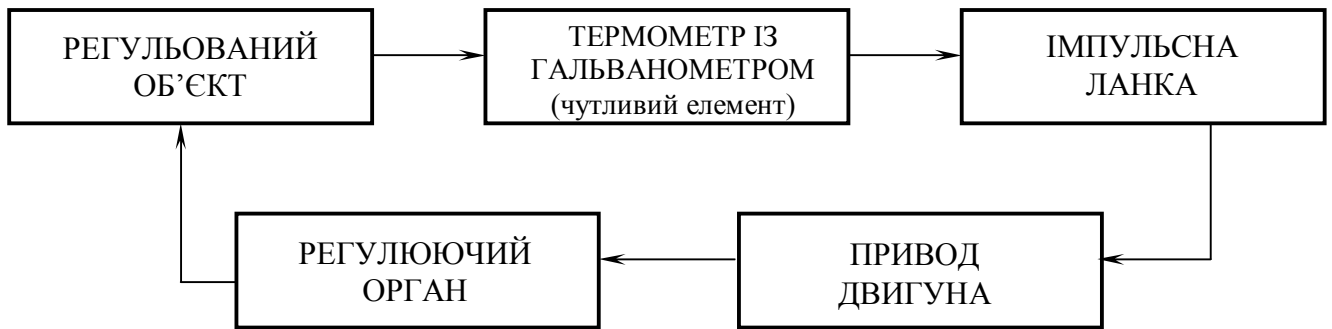 РЕГУЛЬОВАНИЙ
ОБ’ЄКТ
ТЕРМОМЕТР ІЗ
ГАЛЬВАНОМЕТРОМ
(чутливий елемент)
ІМПУЛЬСНА
ЛАНКА
РЕГУЛЮЮЧИЙ
ОРГАН
ПРИВОД
ДВИГУНА